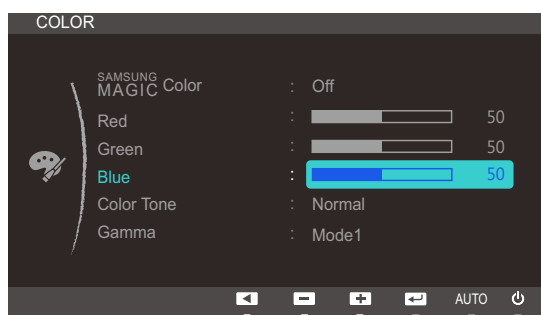 COLOR
SAMSUNG
MAGIC Color : Off
Red : 50
Green : 50
Blue : 50
Color Tone : Normal
Gamma : Mode1
AUTO